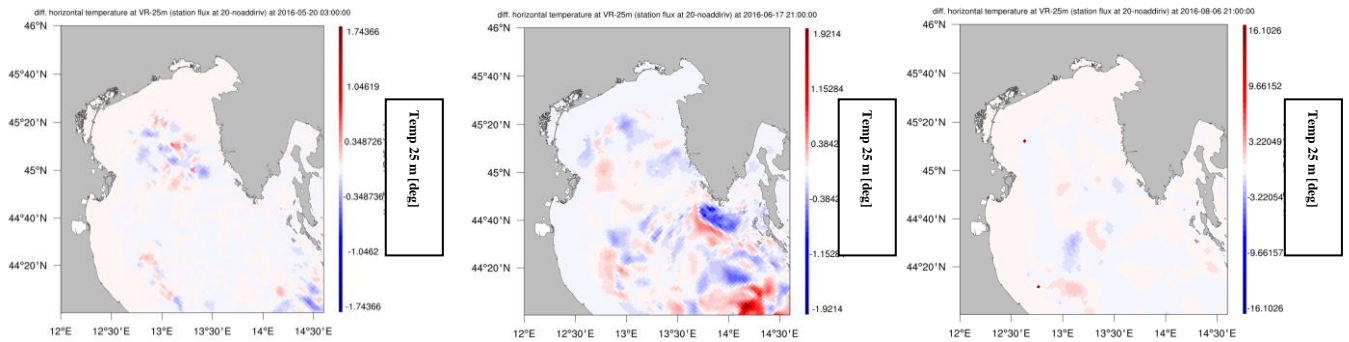 diff. horizontal temperature at VR-25m (station flux at 20-noaddiriv) at 2016-05-20 03:00:00
46°N
45°40'N
45°20'N
45°N
44°40'N
44°20'N
12°E
12°30'E
13°E
13°30'E
14°E
14°30'E
1.74366
1.04619
0.348726
-0.348736
-1.0462
-1.74366
Temp 25 m [deg]
diff. horizontal temperature at VR-25m (station flux at 20-noaddiriv) at 2016-06-17 21:00:00
46°N
45°40'N
45°20'N
45°N
44°40'N
44°20'N
12°E
12°30'E
13°E
13°30'E
14°E
14°30'E
1.9214
1.15284
0.3842
-0.3842
-1.1528
-1.9214
Temp 25 m [deg]
diff. horizontal temperature at VR-25m (station flux at 20-noaddiriv) at 2016-08-06 21:00:00
46°N
45°40'N
45°20'N
45°N
44°40'N
44°20'N
12°E
12°30'E
13°E
13°30'E
14°E
14°30'E
16.1026
9.66152
3.22049
-3.22054
-9.66157
-16.1026
Temp 25 m [deg]